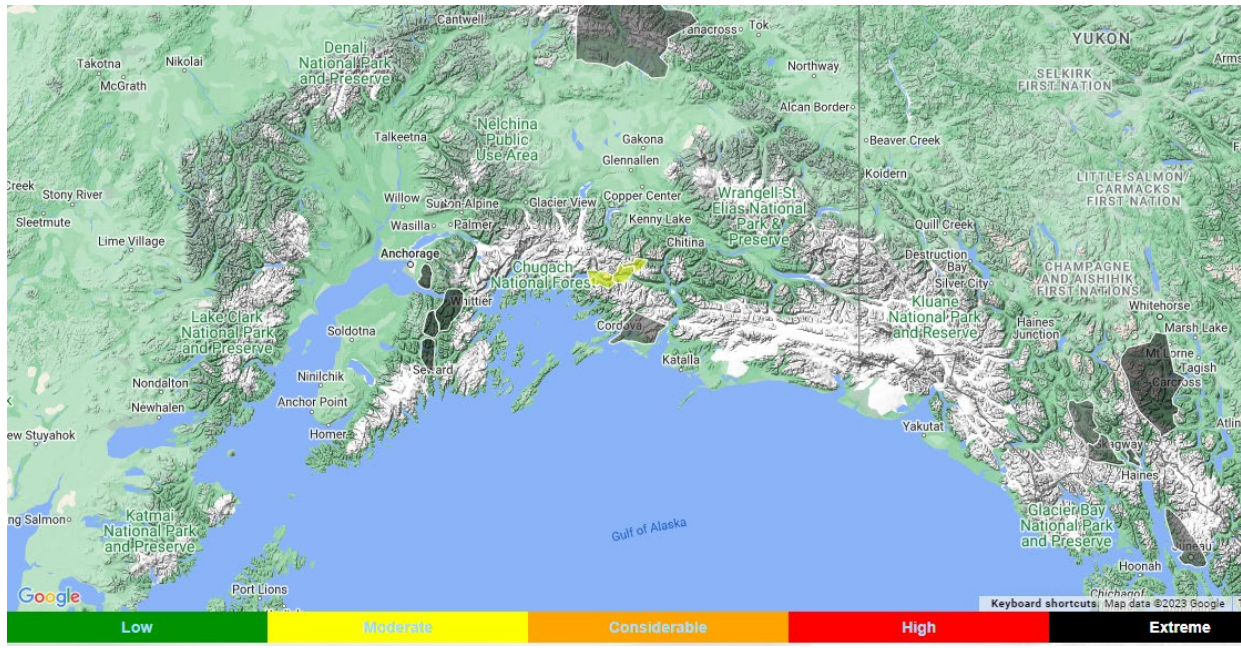 Cantwell
Tanacross
Tok
YUKON
Denali
National Park
and Preserve
Takotna
Nikolai
McGrath
Northway
SELKIRK
FIRST NATION
Alcan Border
Talkeetna
Nelchina
Public
Use Area
Gakona
Glennallen
Beaver Creek
Creek
Stony River
Sleetmute
Willow
Sutton-Alpine
Glacier View
Copper Center
Koidern
LITTLE SALMON/
CARMACKS
FIRST NATION
Wrangell-St
Elias National
Park &
Preserve
Kenny Lake
Wasilla
Palmer
Quill Creek
Lime Village
Anchorage
Chitina
Destruction
Bay
Silver City
CHAMPAGNE
AND AISHIHIK
FIRST NATIONS
Chugach
National Forest
Whittier
Kluane
National Park
and Reserve
Whitehorse
Lake Clark
National Park
and Preserve
Soldotna
Cordova
Haines
Junction
Marsh Lake
Katalla
Mt Lorne
Tagish
Carcross
Nondalton
Ninilchik
Seward
Newhalen
Anchor Point
Homer
Yakutat
Atlin
ew Stuyahok
Skagway
Haines
Katmai
National Park
and Preserve
ng Salmon
Gulf of Alaska
Glacier Bay
National Park
and Preserve
Juneau
Hoonah
Port Lions
Chichagof
Google
Keyboard shortcuts
Map data ©2023 Google
Low
Moderate
Considerable
High
Extreme